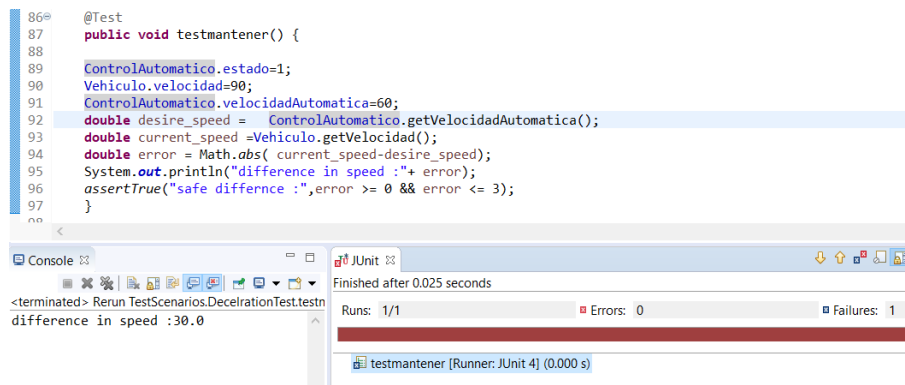 86 @Test
87 public void testmantener() {
88
89 ControlAutomatico.estado=1;
90 Vehiculo.velocidad=90;
91 ControlAutomatico.velocidadAutomatica=60;
92 double desire_speed = ControlAutomatico.getVelocidadAutomatica();
93 double current_speed =Vehiculo.getVelocidad();
94 double error = Math.abs( current_speed-desire_speed);
95 System.out.println("difference in speed :"+ error);
96 assertTrue("safe differnce :",error >= 0 && error <= 3);
97 }
98
Console
JUnit
<terminated> Rerun TestScenarios.DecelrationTest.testn
difference in speed :30.0
Finished after 0.025 seconds
Runs: 1/1 Errors: 0 Failures: 1
testmantener [Runner: JUnit 4] (0.000 s)